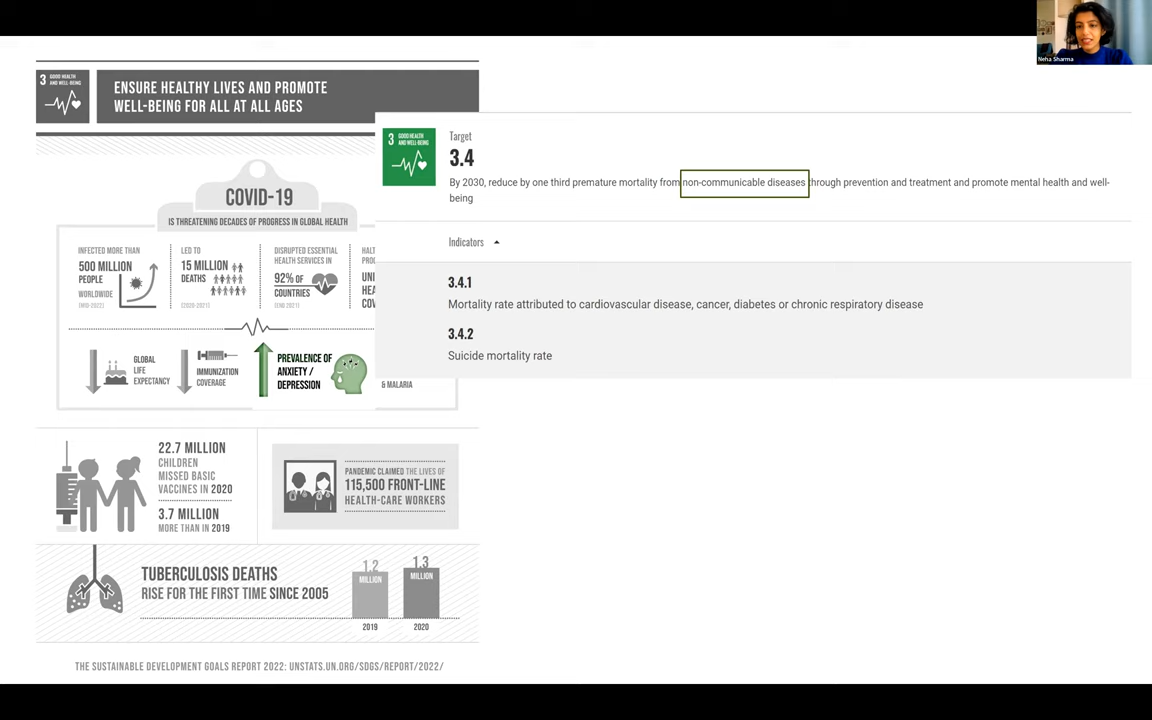 Neha Sharma
3 GOOD HEALTH
AND WELL-BEING
ENSURE HEALTHY LIVES AND PROMOTE
WELL-BEING FOR ALL AT ALL AGES
3 GOOD HEALTH
AND WELL-BEING
Target
3.4
By 2030, reduce by one third premature mortality from non-communicable diseases through prevention and treatment and promote mental health and well-
being
Indicators
3.4.1
Mortality rate attributed to cardiovascular disease, cancer, diabetes or chronic respiratory disease
3.4.2
Suicide mortality rate
COVID-19
IS THREATENING DECADES OF PROGRESS IN GLOBAL HEALTH
INFECTED MORE THAN
500 MILLION
PEOPLE
WORLDWIDE
(MID-2022)
LED TO
15 MILLION
DEATHS
(2020-2021)
DISRUPTED ESSENTIAL
HEALTH SERVICES IN
92% OF
COUNTRIES
(END 2021)
GLOBAL
LIFE
EXPECTANCY
IMMUNIZATION
COVERAGE
PREVALENCE OF
ANXIETY /
DEPRESSION
& MALARIA
22.7 MILLION
CHILDREN
MISSED BASIC
VACCINES IN 2020
3.7 MILLION
MORE THAN IN 2019
PANDEMIC CLAIMED THE LIVES OF
115,500 FRONT-LINE
HEALTH-CARE WORKERS
TUBERCULOSIS DEATHS
RISE FOR THE FIRST TIME SINCE 2005
1.2
MILLION
2019
1.3
MILLION
2020
THE SUSTAINABLE DEVELOPMENT GOALS REPORT 2022: UNSTATS.UN.ORG/SDGS/REPORT/2022/